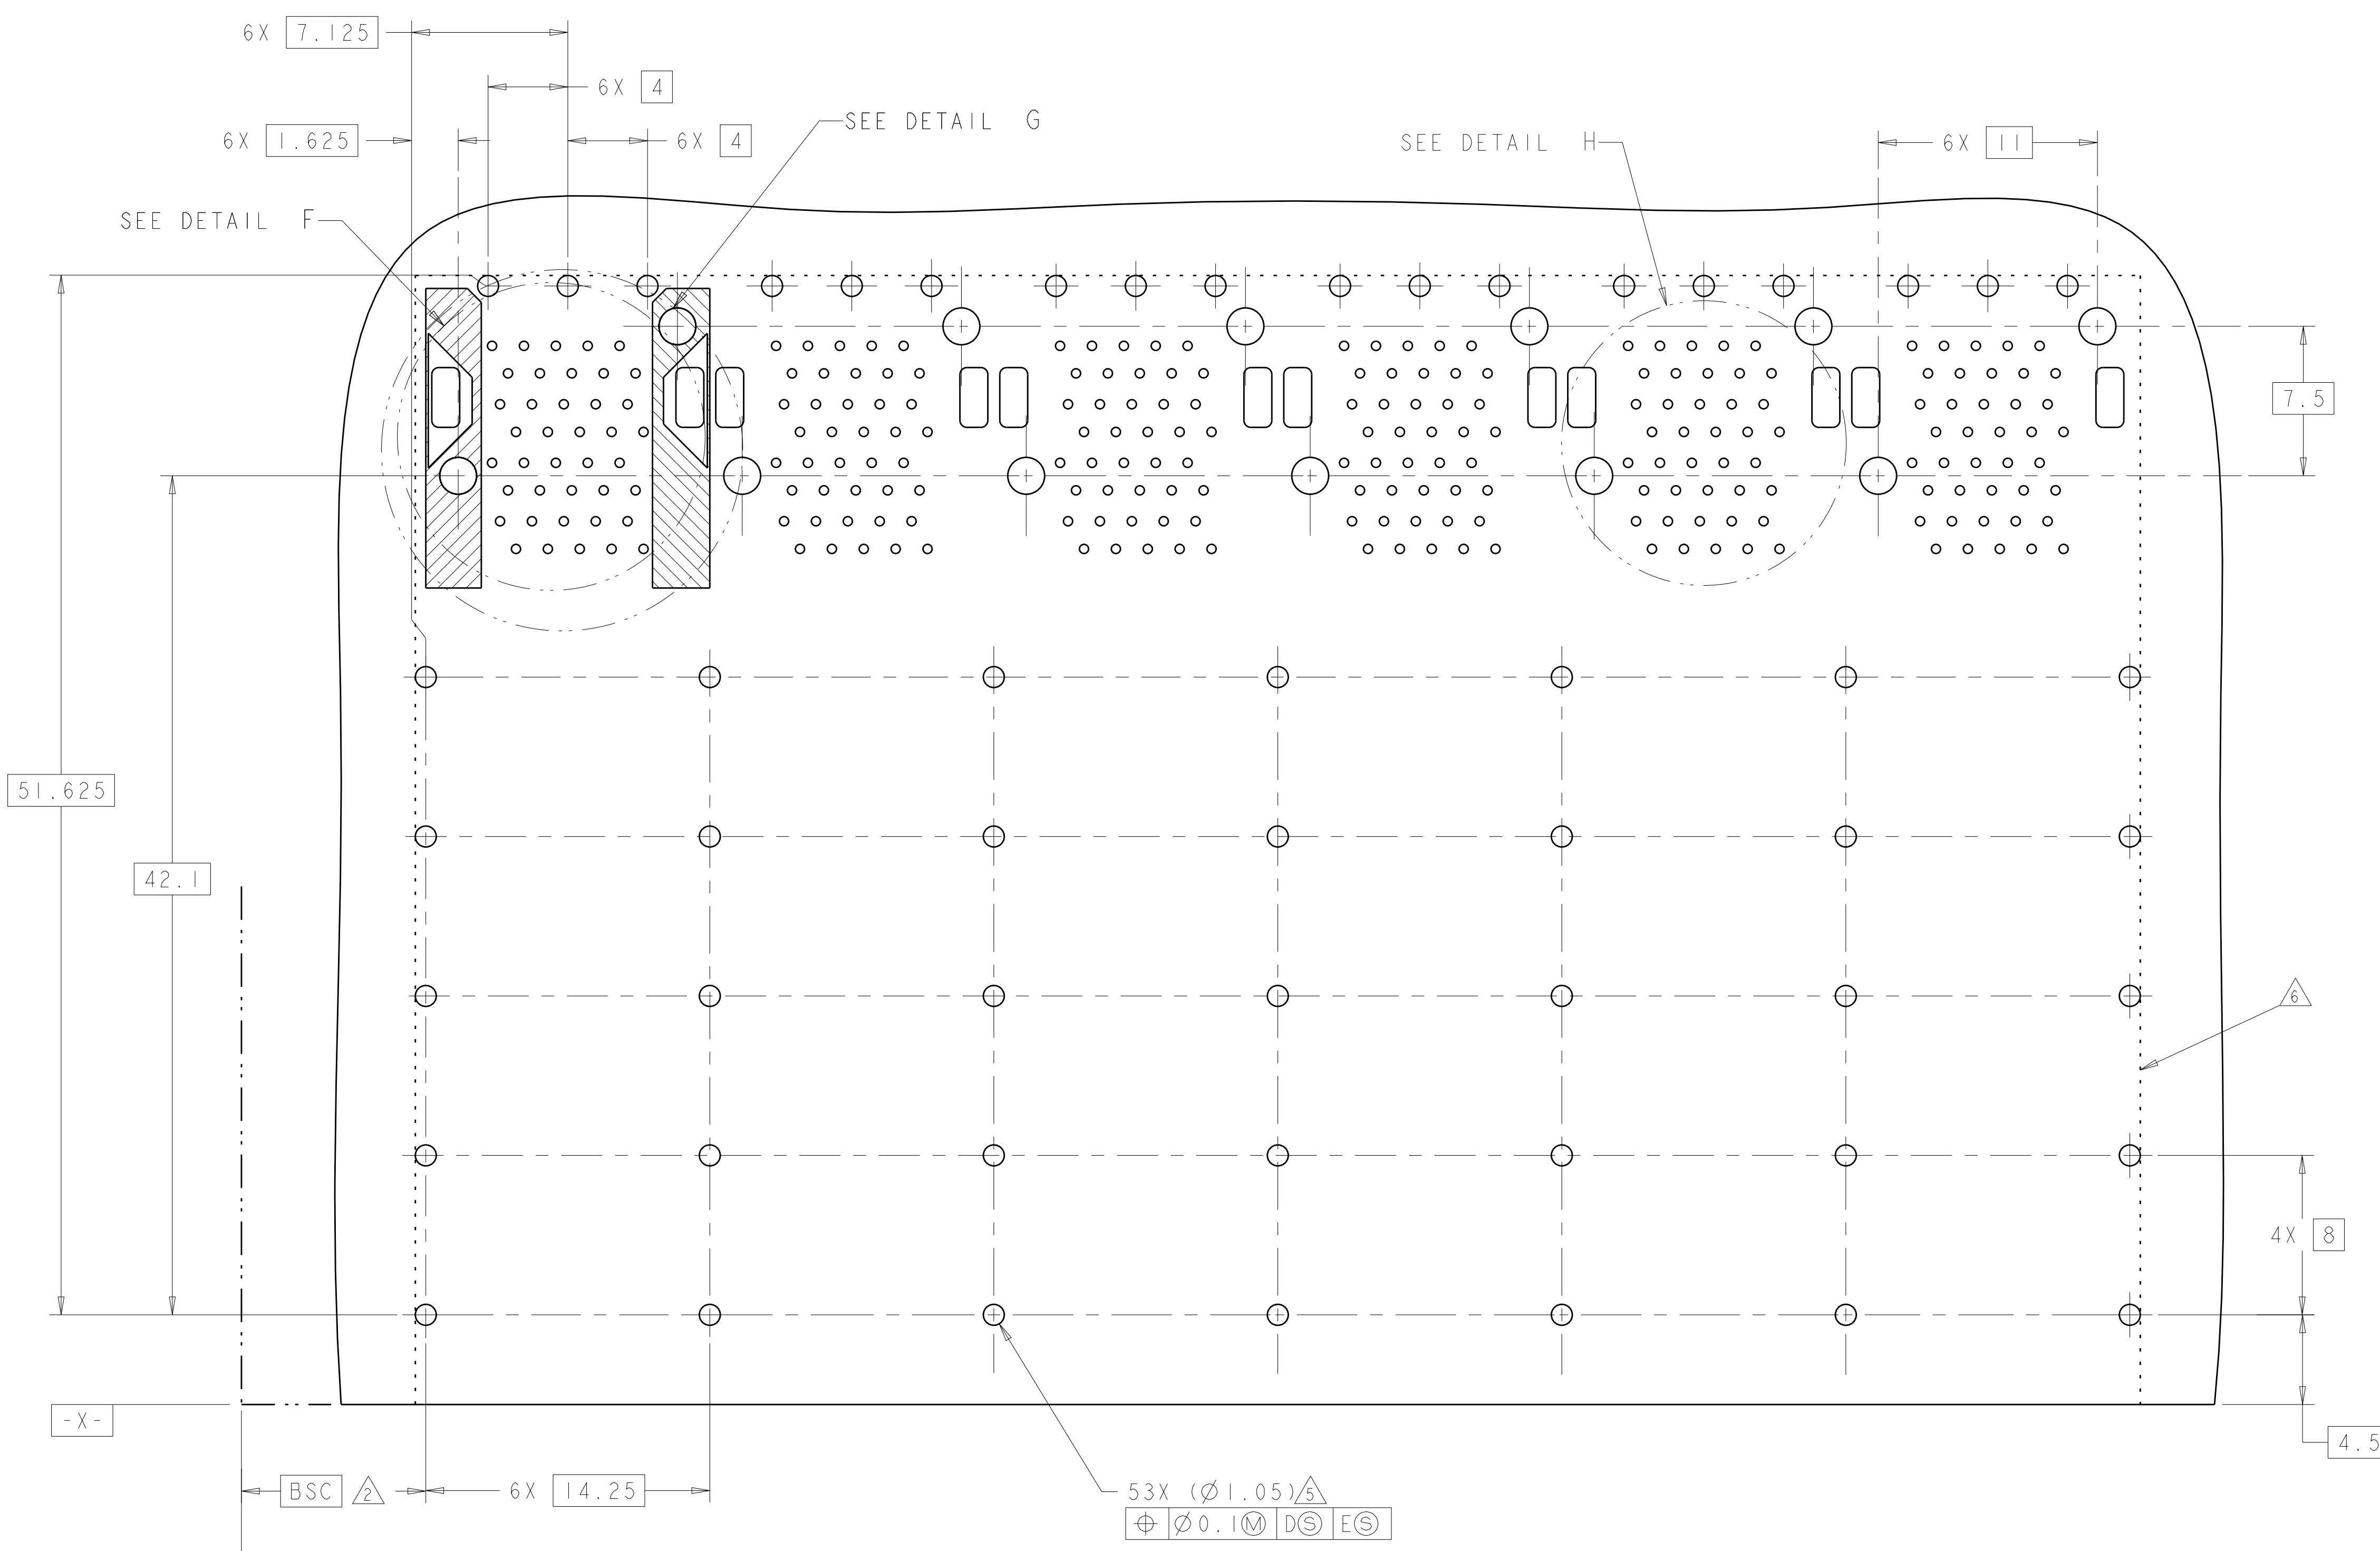 6X 7.125
6X 4
6X 1.625
6X 4
SEE DETAIL G
SEE DETAIL H
6X 11
SEE DETAIL F
7.5
51.625
42.1
6
4X 8
-X-
4.5
BSC 2
6X 14.25
53X (Ø1.05) 5
⌖ Ø0.1Ⓜ DⓈ EⓈ